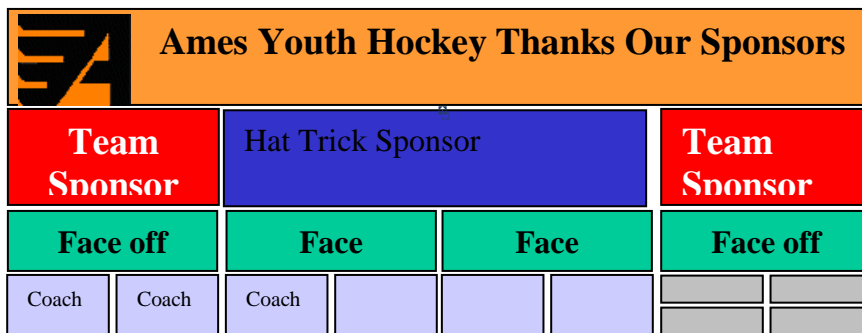 Ames Youth Hockey Thanks Our Sponsors
Team
Sponsor
Hat Trick Sponsor
Team
Sponsor
Face off
Face
Face
Face off
Coach
Coach
Coach